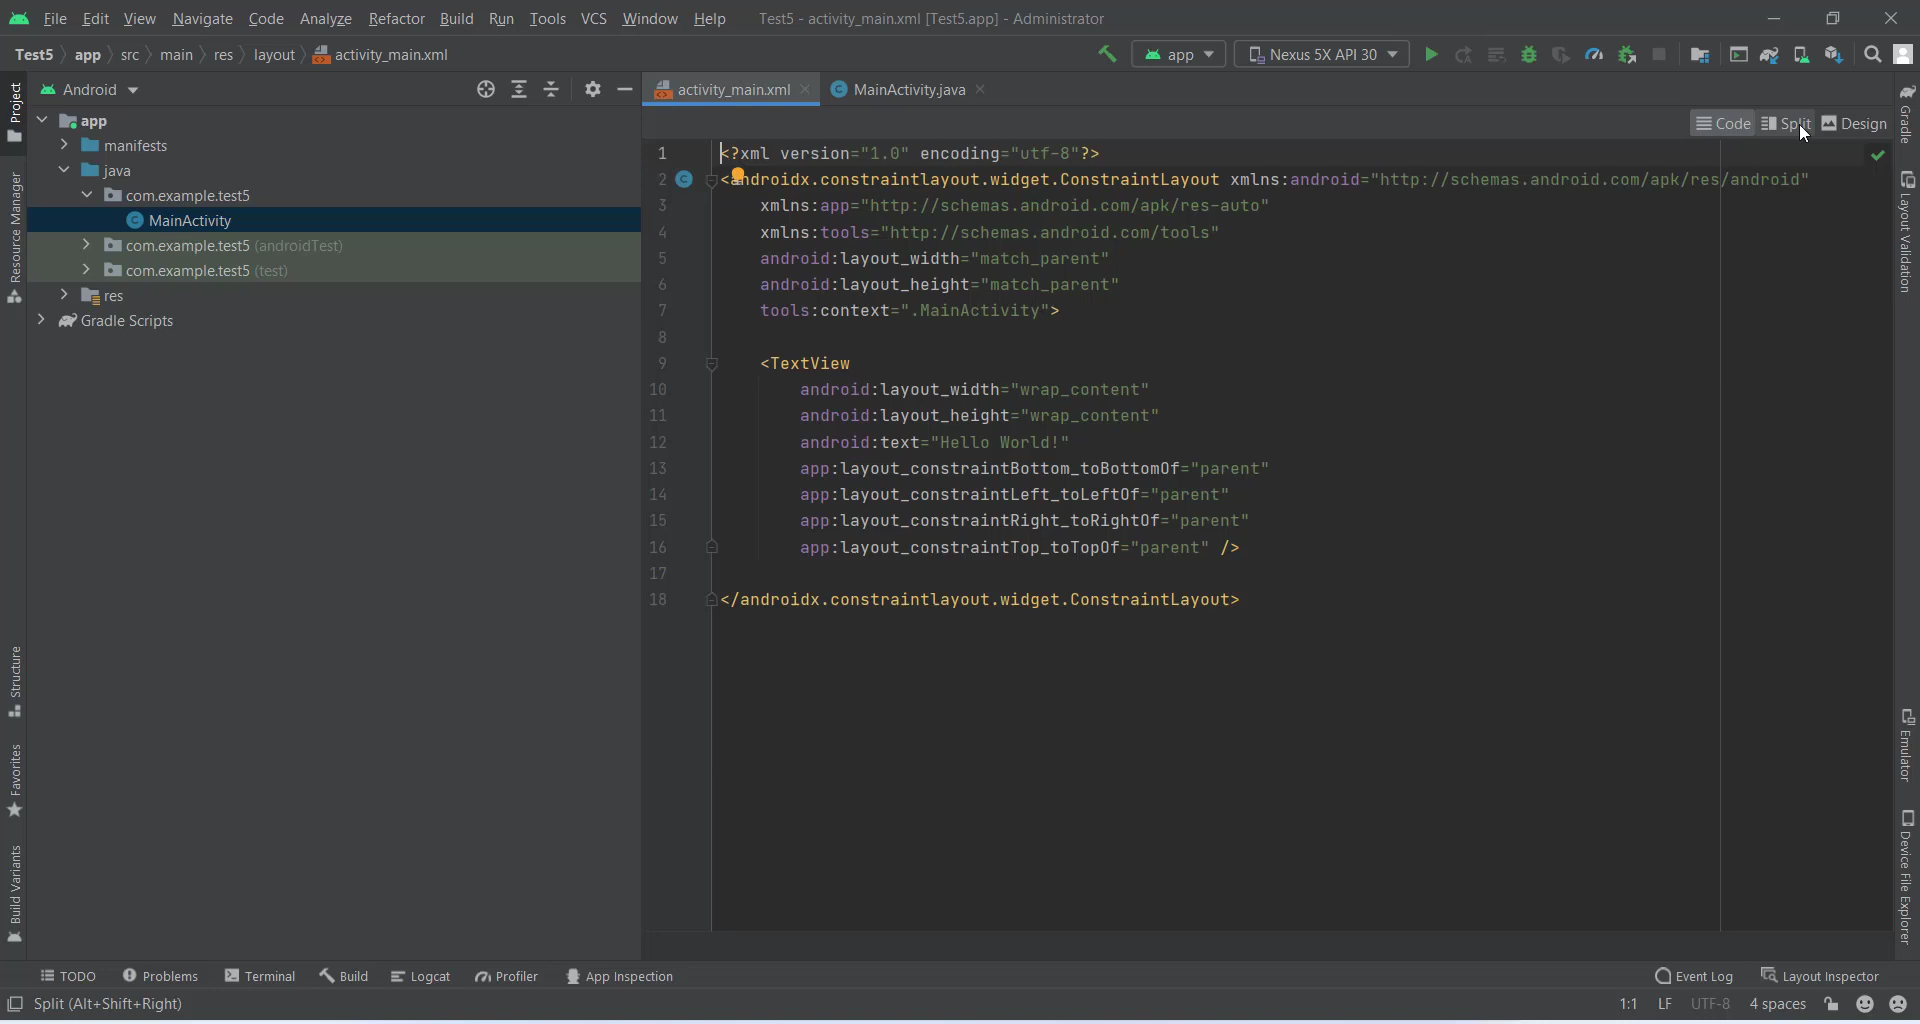 File Edit View Navigate Code Analyze Refactor Build Run Tools VCS Window Help Test5 - activity_main.xml [Test5.app] - Administrator
Test5 app src main res layout activity_main.xml app Nexus 5X API 30
Android
activity_main.xml MainActivity.java
Code Split Design
Project
Resource Manager
Structure
Favorites
Build Variants
app
manifests
java
com.example.test5
MainActivity
com.example.test5 (androidTest)
com.example.test5 (test)
res
Gradle Scripts
1 <?xml version="1.0" encoding="utf-8"?>
2 <androidx.constraintlayout.widget.ConstraintLayout xmlns:android="http://schemas.android.com/apk/res/android"
3 xmlns:app="http://schemas.android.com/apk/res-auto"
4 xmlns:tools="http://schemas.android.com/tools"
5 android:layout_width="match_parent"
6 android:layout_height="match_parent"
7 tools:context=".MainActivity">
8
9 <TextView
10 android:layout_width="wrap_content"
11 android:layout_height="wrap_content"
12 android:text="Hello World!"
13 app:layout_constraintBottom_toBottomOf="parent"
14 app:layout_constraintLeft_toLeftOf="parent"
15 app:layout_constraintRight_toRightOf="parent"
16 app:layout_constraintTop_toTopOf="parent" />
17
18 </androidx.constraintlayout.widget.ConstraintLayout>
Gradle
Layout Validation
Emulator
Device File Explorer
TODO Problems Terminal Build Logcat Profiler App Inspection Event Log Layout Inspector
Split (Alt+Shift+Right) 1:1 LF UTF-8 4 spaces